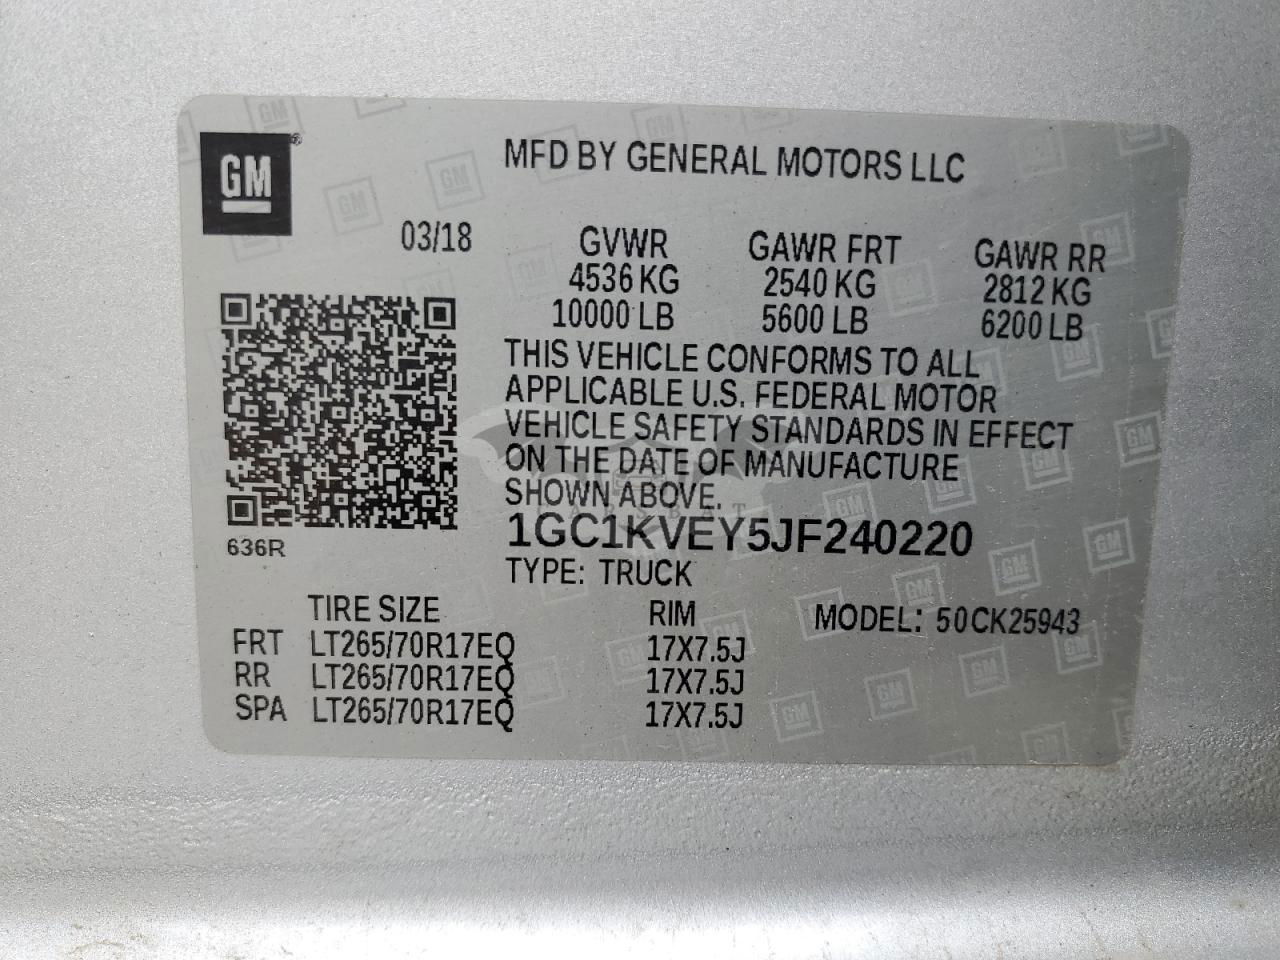 GM
MFD BY GENERAL MOTORS LLC
03/18
GVWR GAWR FRT GAWR RR
4536 KG 2540 KG 2812 KG
10000 LB 5600 LB 6200 LB
THIS VEHICLE CONFORMS TO ALL
APPLICABLE U.S. FEDERAL MOTOR
VEHICLE SAFETY STANDARDS IN EFFECT
ON THE DATE OF MANUFACTURE
SHOWN ABOVE.
CARSBAT
1GC1KVEY5JF240220
636R
TYPE: TRUCK
TIRE SIZE RIM MODEL: 50CK25943
FRT LT265/70R17EQ 17X7.5J
RR LT265/70R17EQ 17X7.5J
SPA LT265/70R17EQ 17X7.5J